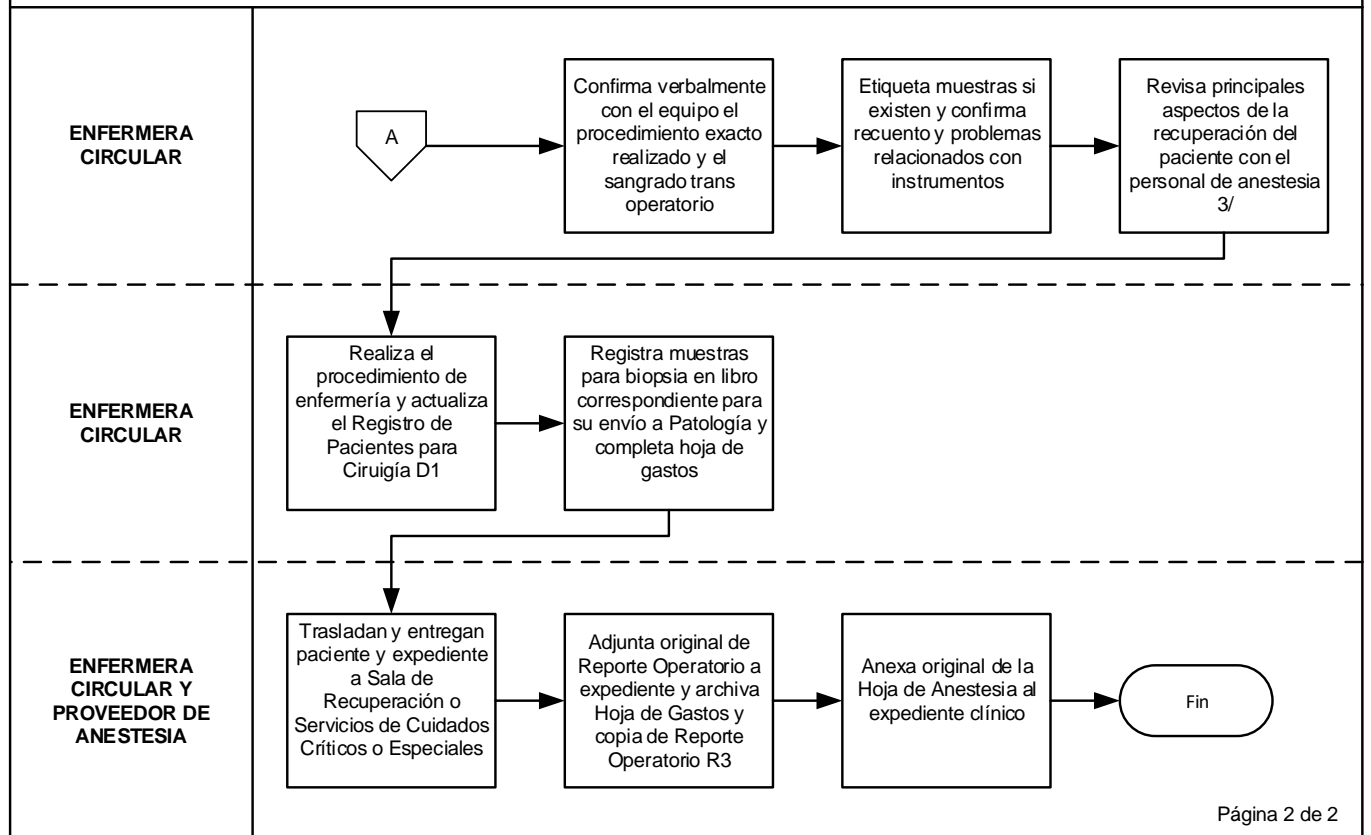 ENFERMERA
CIRCULAR
A
Confirma verbalmente
con el equipo el
procedimiento exacto
realizado y el
sangrado trans
operatorio
Etiqueta muestras si
existen y confirma
recuento y problemas
relacionados con
instrumentos
Revisa principales
aspectos de la
recuperación del
paciente con el
personal de anestesia
3/
ENFERMERA
CIRCULAR
Realiza el
procedimiento de
enfermería y actualiza
el Registro de
Pacientes para
Ciruigía D1
Registra muestras
para biopsia en libro
correspondiente para
su envío a Patología y
completa hoja de
gastos
ENFERMERA
CIRCULAR Y
PROVEEDOR DE
ANESTESIA
Trasladan y entregan
paciente y expediente
a Sala de
Recuperación o
Servicios de Cuidados
Críticos o Especiales
Adjunta original de
Reporte Operatorio a
expediente y archiva
Hoja de Gastos y
copia de Reporte
Operatorio R3
Anexa original de la
Hoja de Anestesia al
expediente clínico
Fin
Página 2 de 2